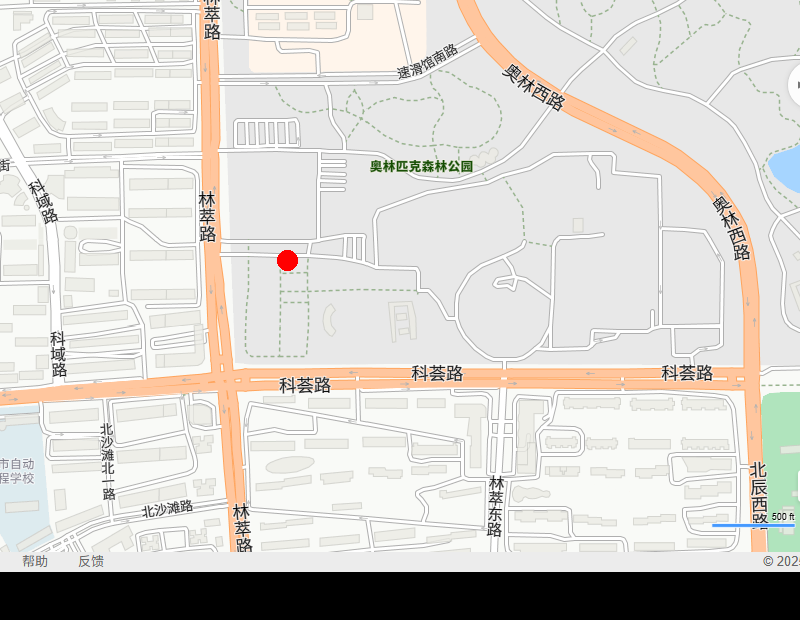 林萃路
速滑馆南路
奥林西路
奥林匹克森林公园
街
科域路
林萃路
奥林西路
科域路
科荟路
科荟路
科荟路
北沙滩北一路
市自动
程学校
北沙滩路
林萃路
林萃东路
北辰西路
500 ft
帮助
反馈
© 202